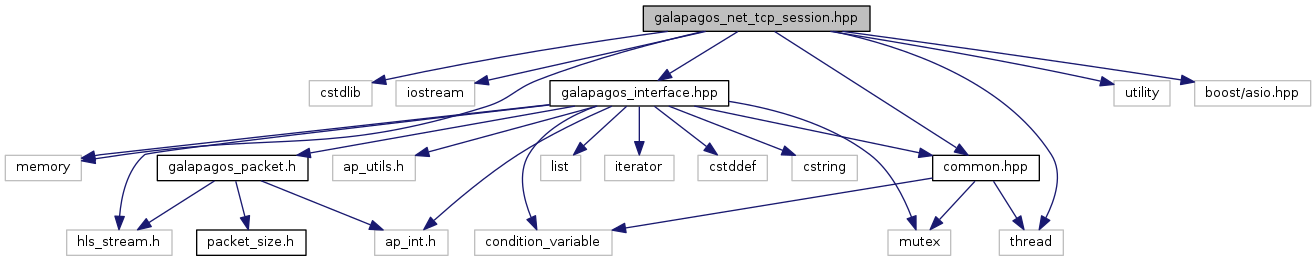 galapagos_net_tcp_session.hpp
cstdlib
iostream
galapagos_interface.hpp
utility
boost/asio.hpp
memory
galapagos_packet.h
ap_utils.h
list
iterator
cstddef
cstring
common.hpp
hls_stream.h
packet_size.h
ap_int.h
condition_variable
mutex
thread